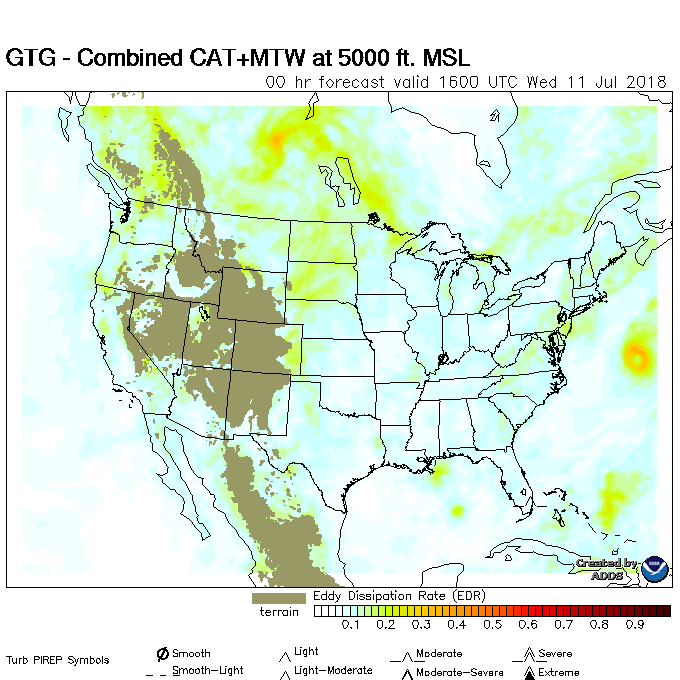 GTG - Combined CAT+MTW at 5000 ft. MSL
00 hr forecast valid 1600 UTC Wed 11 Jul 2018
Created by
ADDS
Eddy Dissipation Rate (EDR)
terrain
0.1 0.2 0.3 0.4 0.5 0.6 0.7 0.8 0.9
Turb PIREP Symbols
Smooth
Light
Moderate
Severe
Smooth-Light
Light-Moderate
Moderate-Severe
Extreme